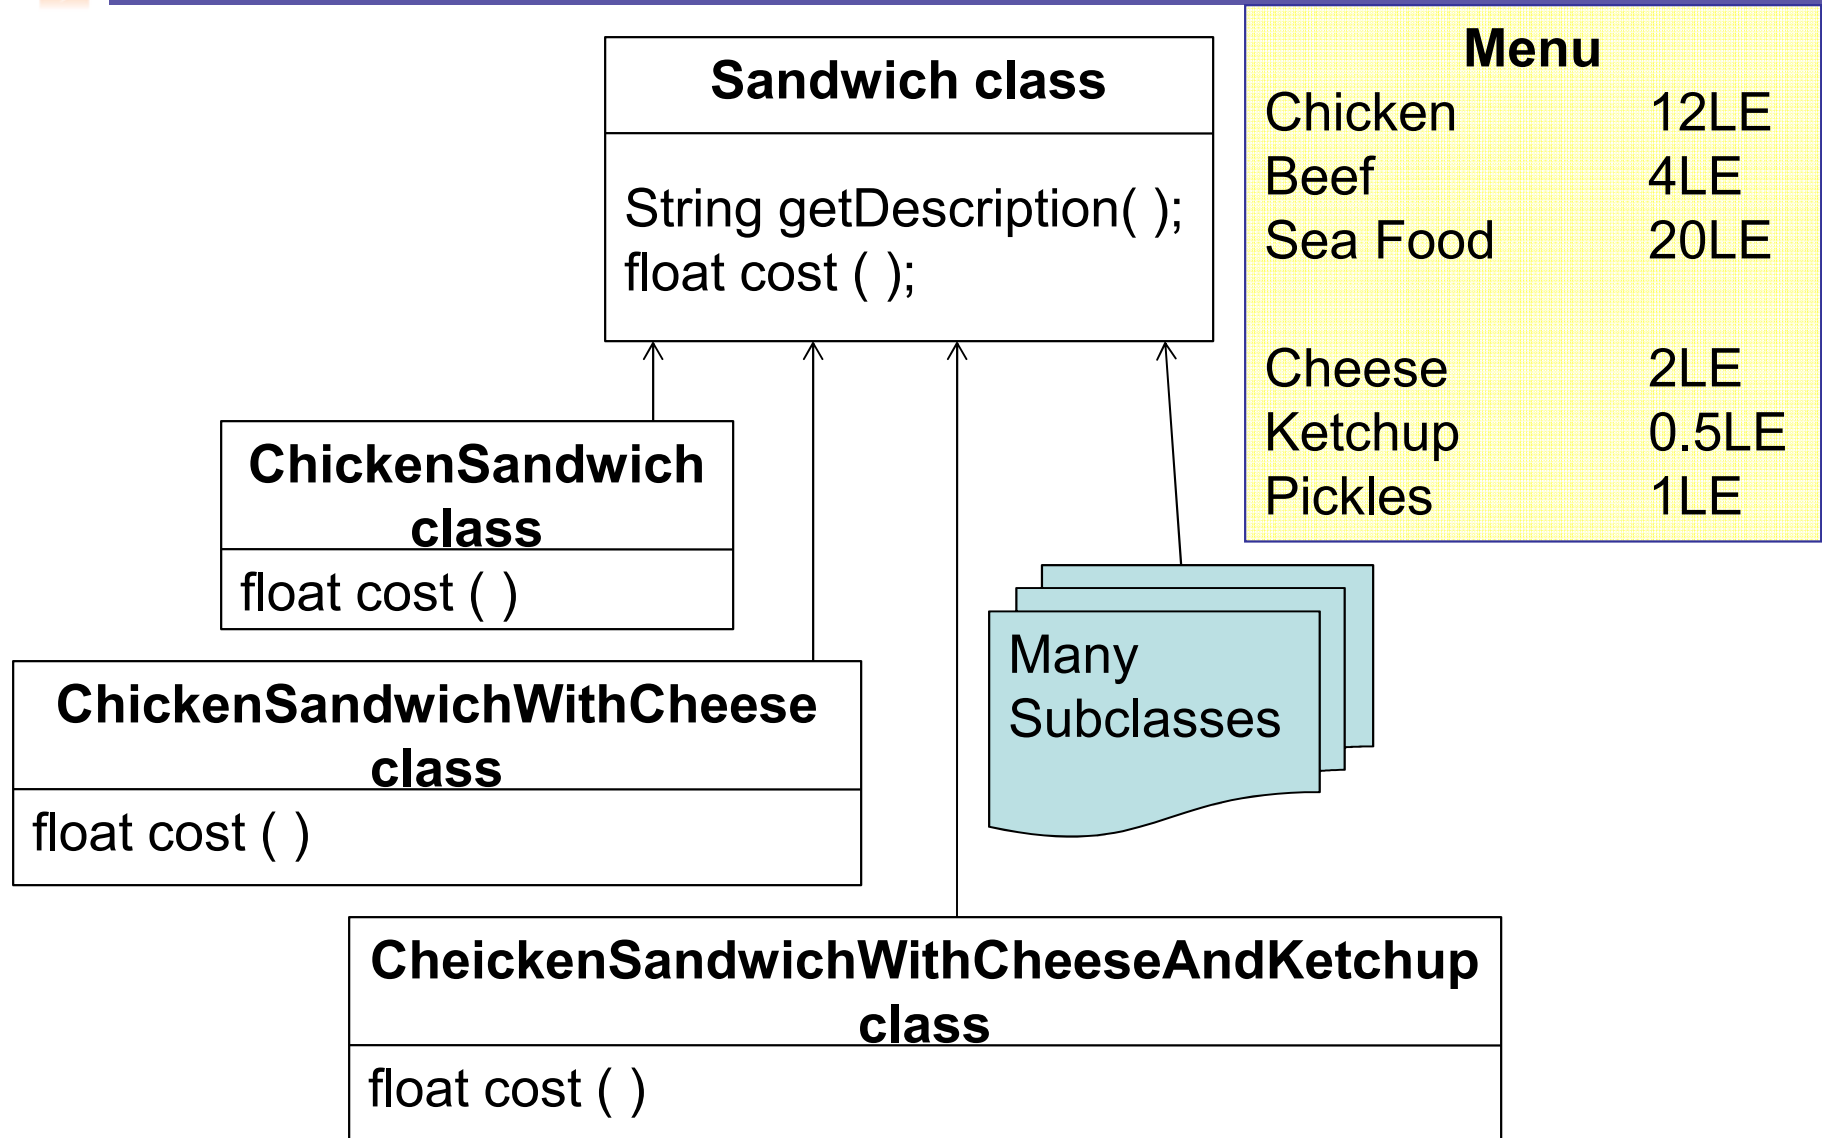 Sandwich class
String getDescription( );
float cost ( );
Menu
Chicken 12LE
Beef 4LE
Sea Food 20LE
Cheese 2LE
Ketchup 0.5LE
Pickles 1LE
ChickenSandwich
class
float cost ( )
ChickenSandwichWithCheese
class
float cost ( )
Many
Subclasses
CheickenSandwichWithCheeseAndKetchup
class
float cost ( )